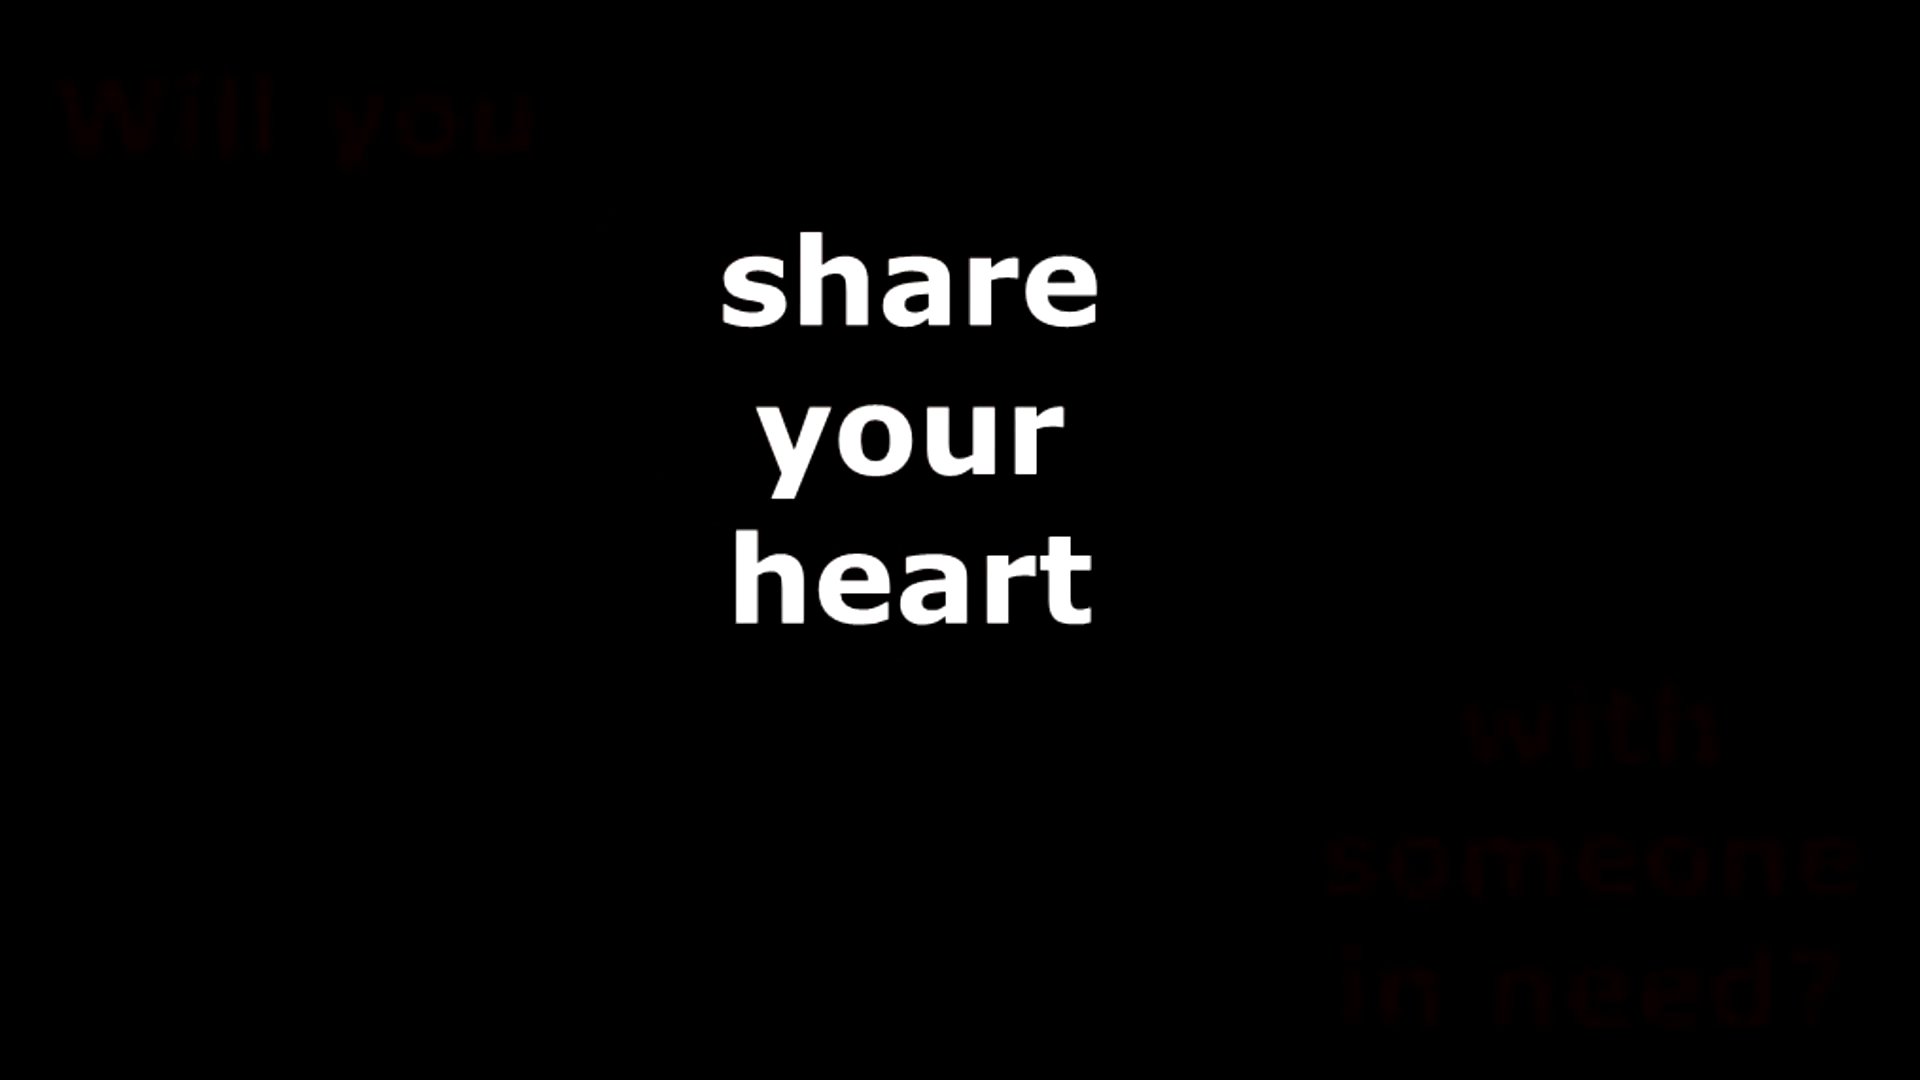 Will you
share
your
heart
with
someone
in need?